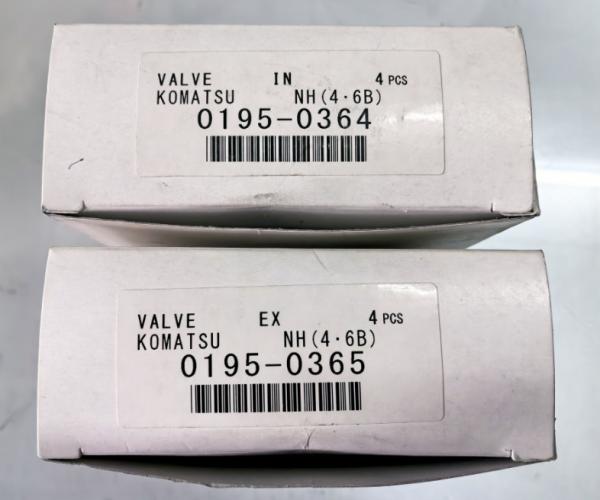 VALVE IN 4 PCS
KOMATSU NH(4・6B)
0195-0364
VALVE EX 4 PCS
KOMATSU NH(4・6B)
0195-0365